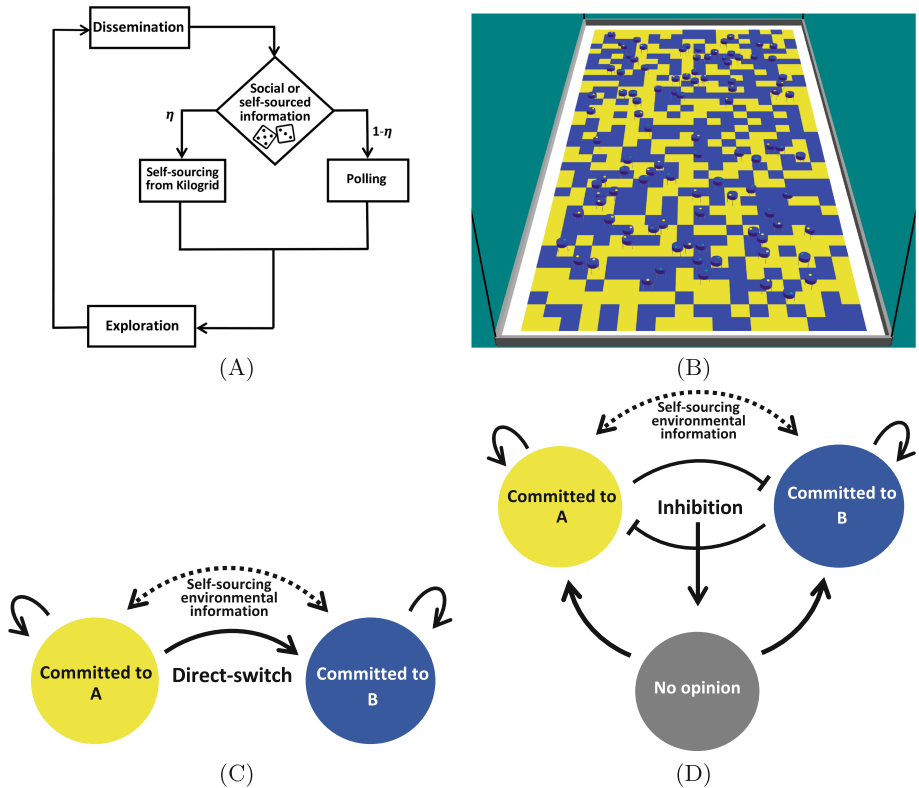 Dissemination
Social or
self-sourced
information
η
1-η
Self-sourcing
from Kilogrid
Polling
Exploration
(A)
(B)
Self-sourcing
environmental
information
Committed to
A
Direct-switch
Committed to
B
(C)
Self-sourcing
environmental
information
Committed to
A
Inhibition
Committed to
B
No opinion
(D)